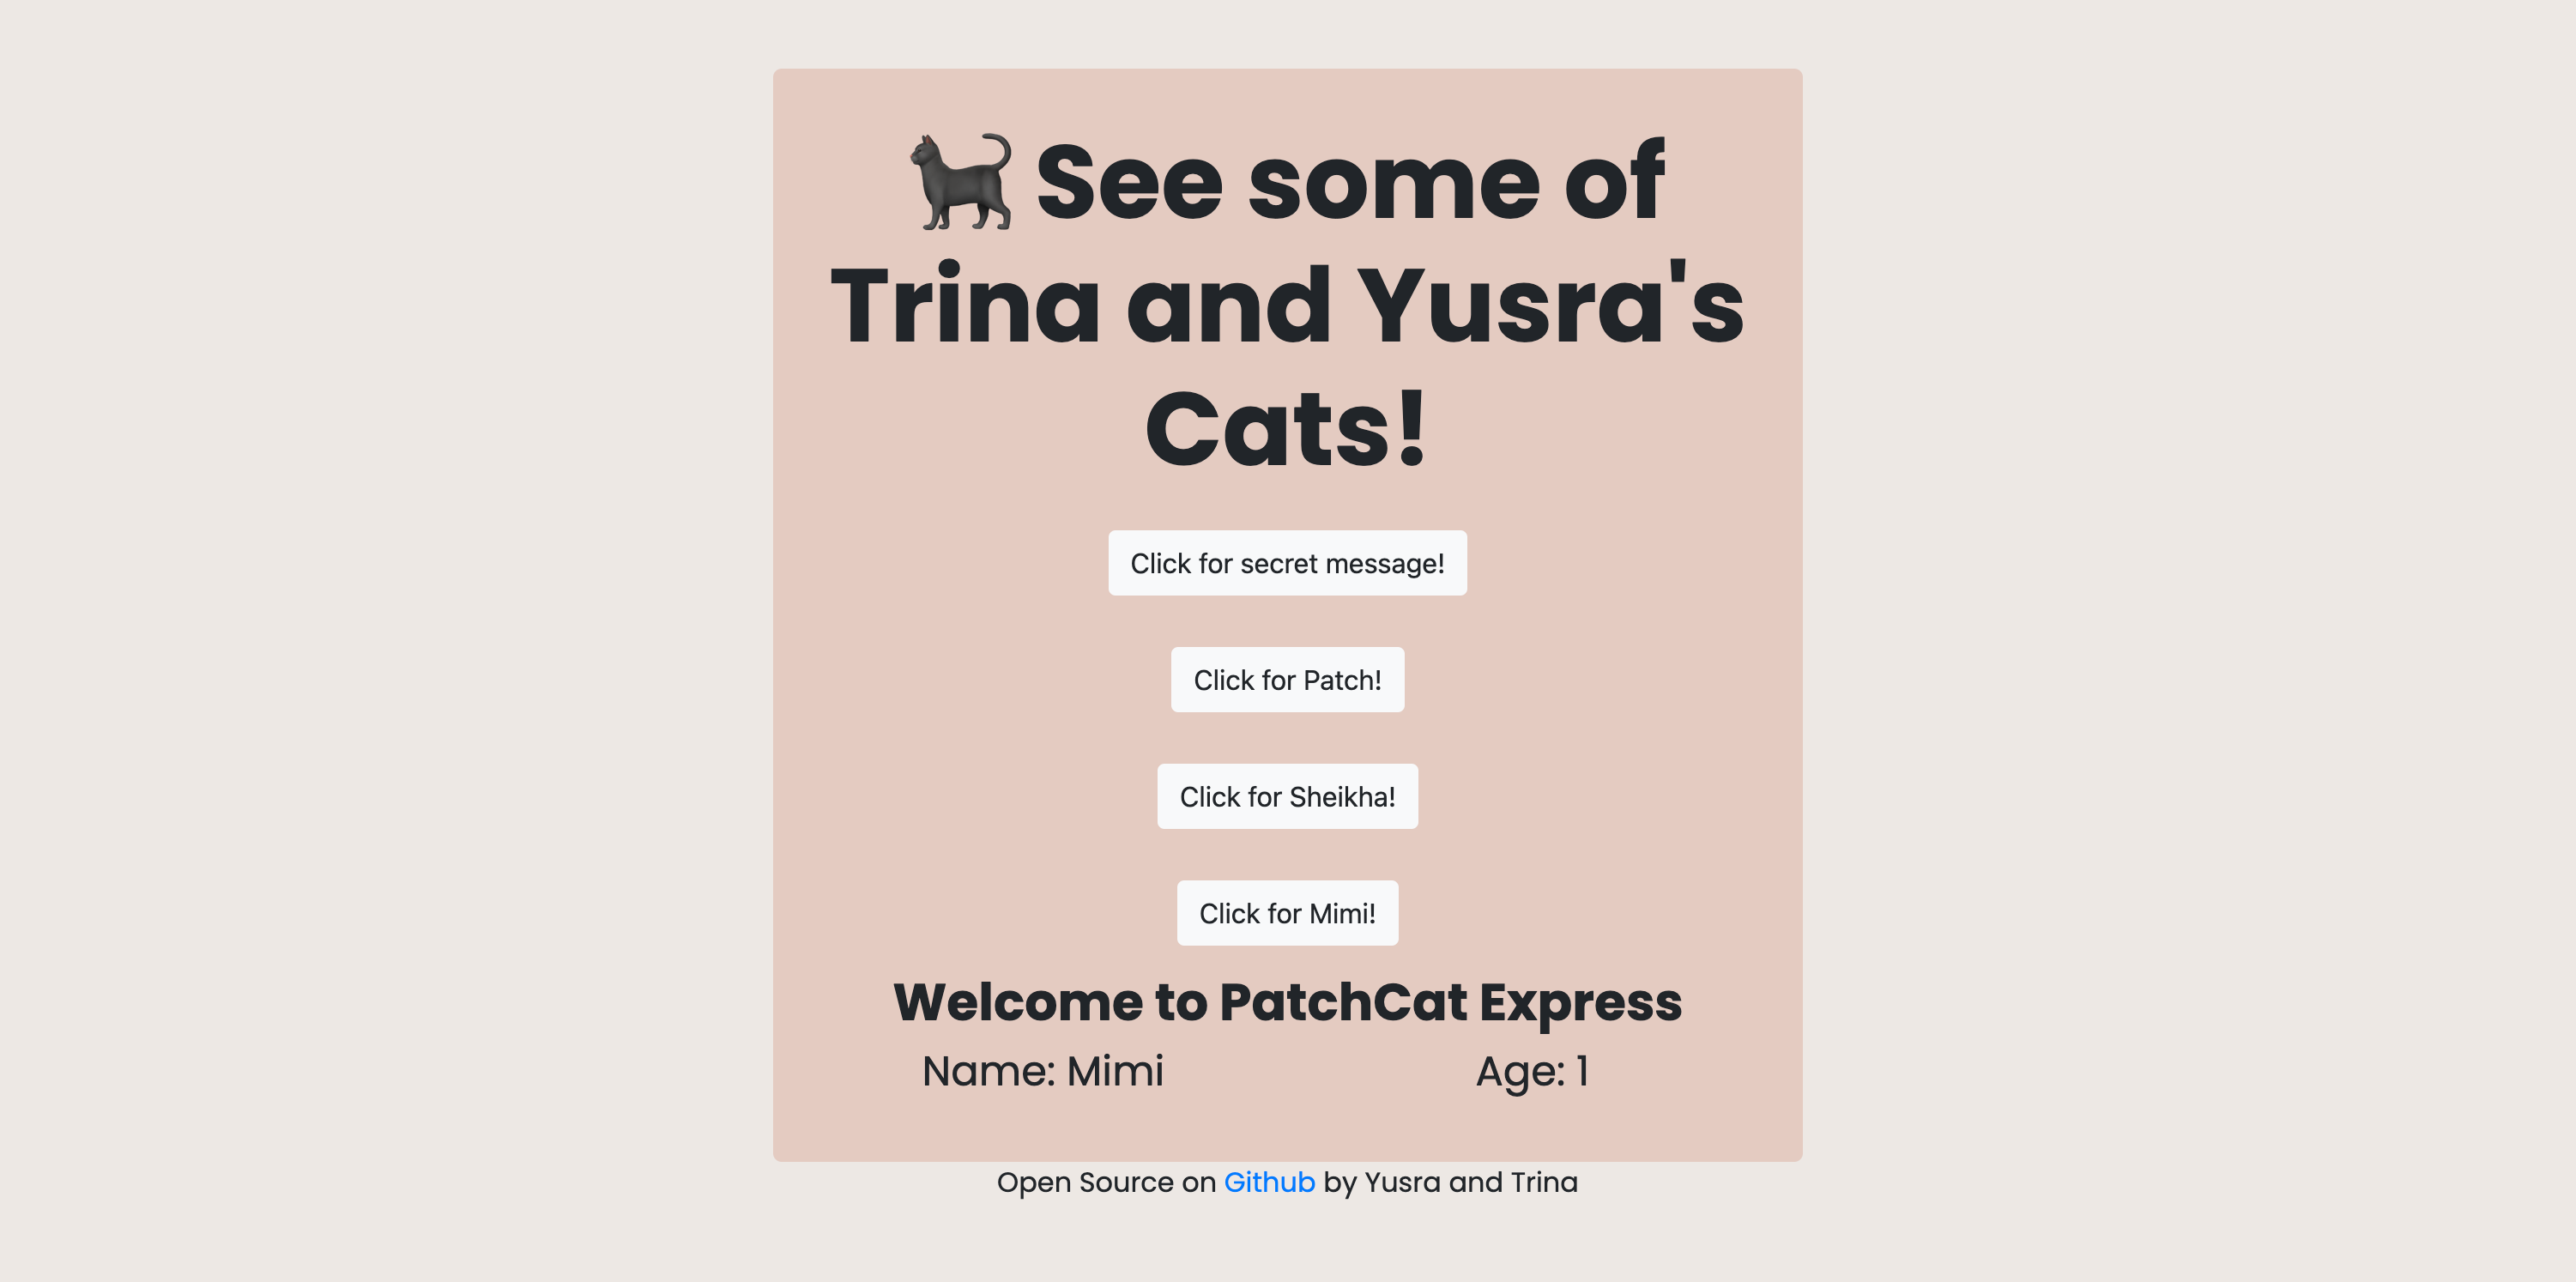 See some of
Trina and Yusra's
Cats!
Click for secret message!
Click for Patch!
Click for Sheikha!
Click for Mimi!
Welcome to PatchCat Express
Name: Mimi Age: 1
Open Source on Github by Yusra and Trina